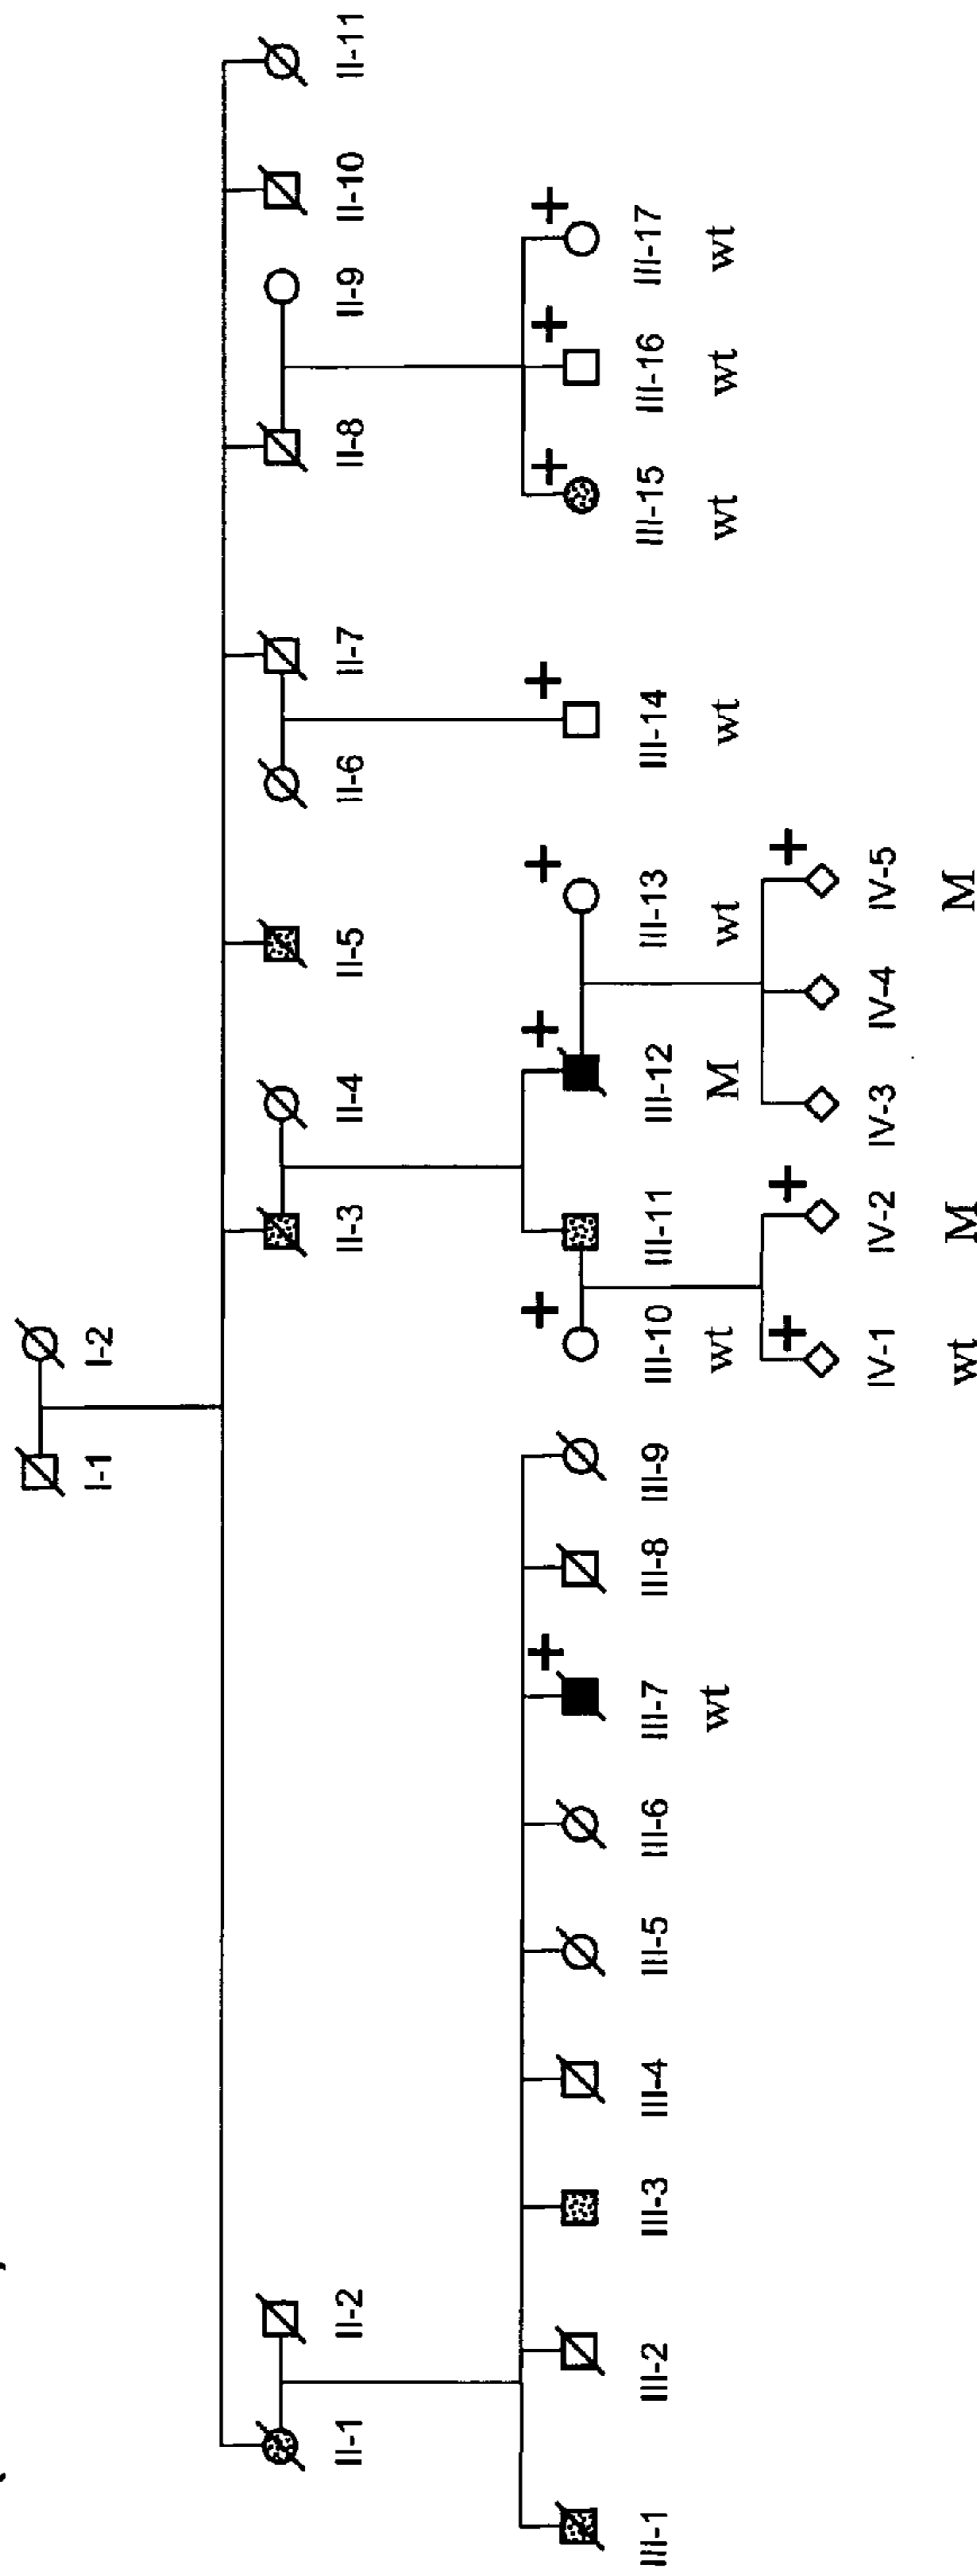 I-1 I-2
II-1 II-2 II-3 II-4 II-5 II-6 II-7 II-8 II-9 II-10 II-11
III-1 III-2 III-3 III-4 III-5 III-6 III-7 III-8 III-9 III-10 III-11 III-12 III-13 III-14 III-15 III-16 III-17
wt wt M wt wt wt wt wt
IV-1 IV-2 IV-3 IV-4 IV-5
wt M M